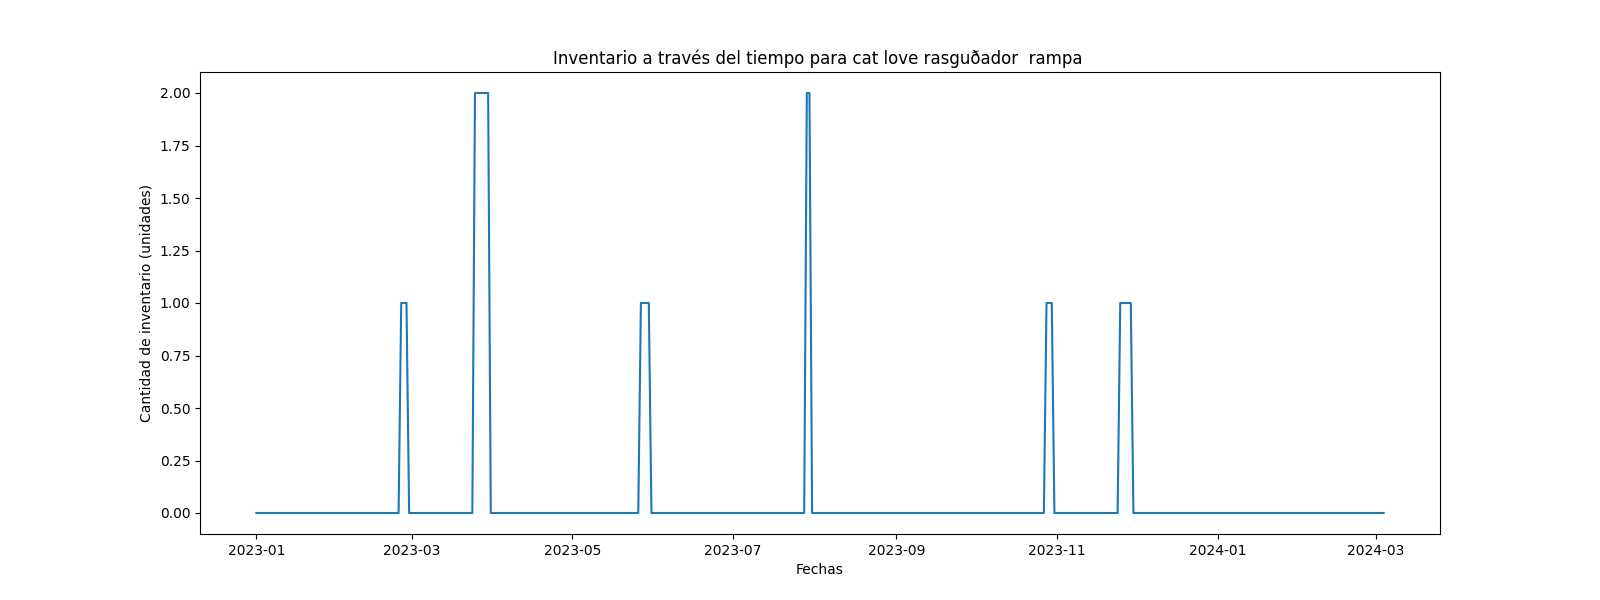 Inventario a través del tiempo para cat love rasguðador  rampa
Cantidad de inventario (unidades)
2.00
1.75
1.50
1.25
1.00
0.75
0.50
0.25
0.00
2023-01 2023-03 2023-05 2023-07 2023-09 2023-11 2024-01 2024-03
Fechas